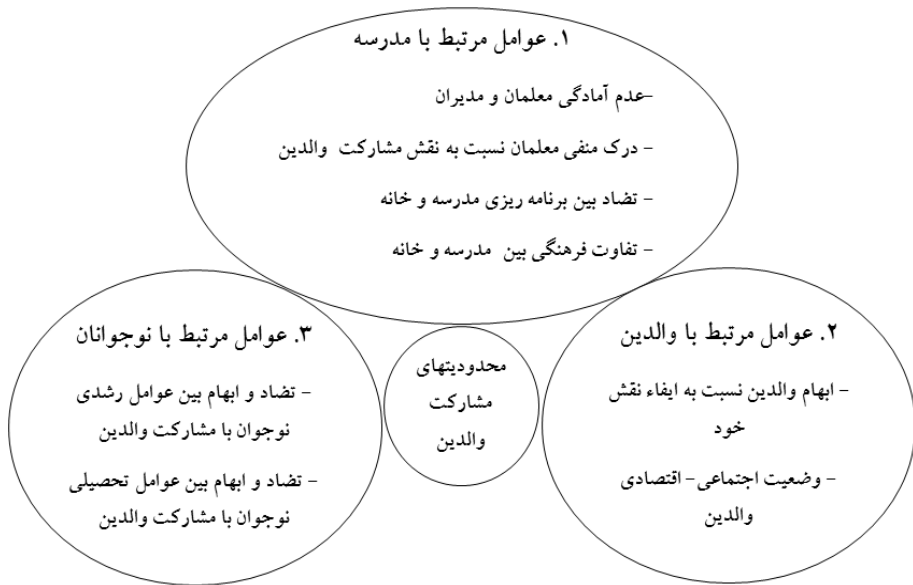 ۱. عوامل مرتبط با مدرسه
-عدم آمادگی معلمان و مدیران
- درک منفی معلمان نسبت به نقش مشارکت والدین
- تضاد بین برنامه ریزی مدرسه و خانه
- تفاوت فرهنگی بین مدرسه و خانه
۲. عوامل مرتبط با والدین
- ابهام والدین نسبت به ایفاء نقش
خود
- وضعیت اجتماعی- اقتصادی
والدین
محدودیتهای
مشارکت
والدین
۳. عوامل مرتبط با نوجوانان
- تضاد و ابهام بین عوامل رشدی
نوجوان با مشارکت والدین
- تضاد و ابهام بین عوامل تحصیلی
نوجوان با مشارکت والدین